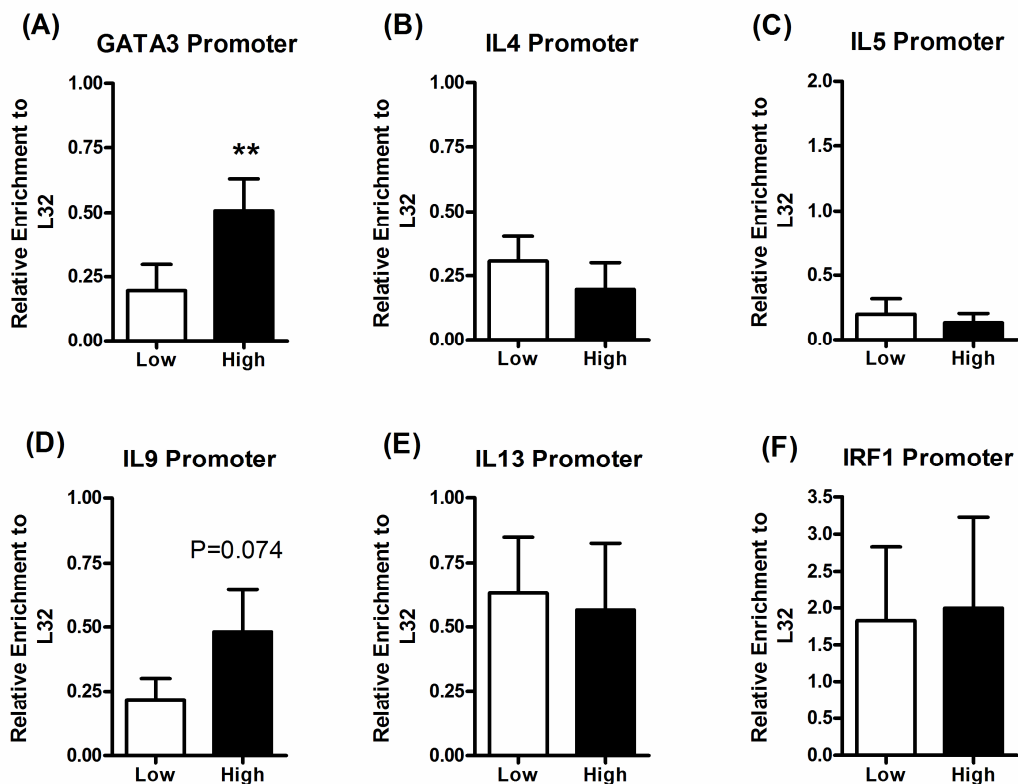 (A)
GATA3 Promoter
Relative Enrichment to
L32
1.00
0.75
0.50
0.25
0.00
**
Low
High
(B)
IL4 Promoter
Relative Enrichment to
L32
1.00
0.75
0.50
0.25
0.00
Low
High
(C)
IL5 Promoter
Relative Enrichment to
L32
2.0
1.5
1.0
0.5
0.0
Low
High
(D)
IL9 Promoter
Relative Enrichment to
L32
1.00
0.75
0.50
0.25
0.00
P=0.074
Low
High
(E)
IL13 Promoter
Relative Enrichment to
L32
1.00
0.75
0.50
0.25
0.00
Low
High
(F)
IRF1 Promoter
Relative Enrichment to
L32
3.5
3.0
2.5
2.0
1.5
1.0
0.5
0.0
Low
High